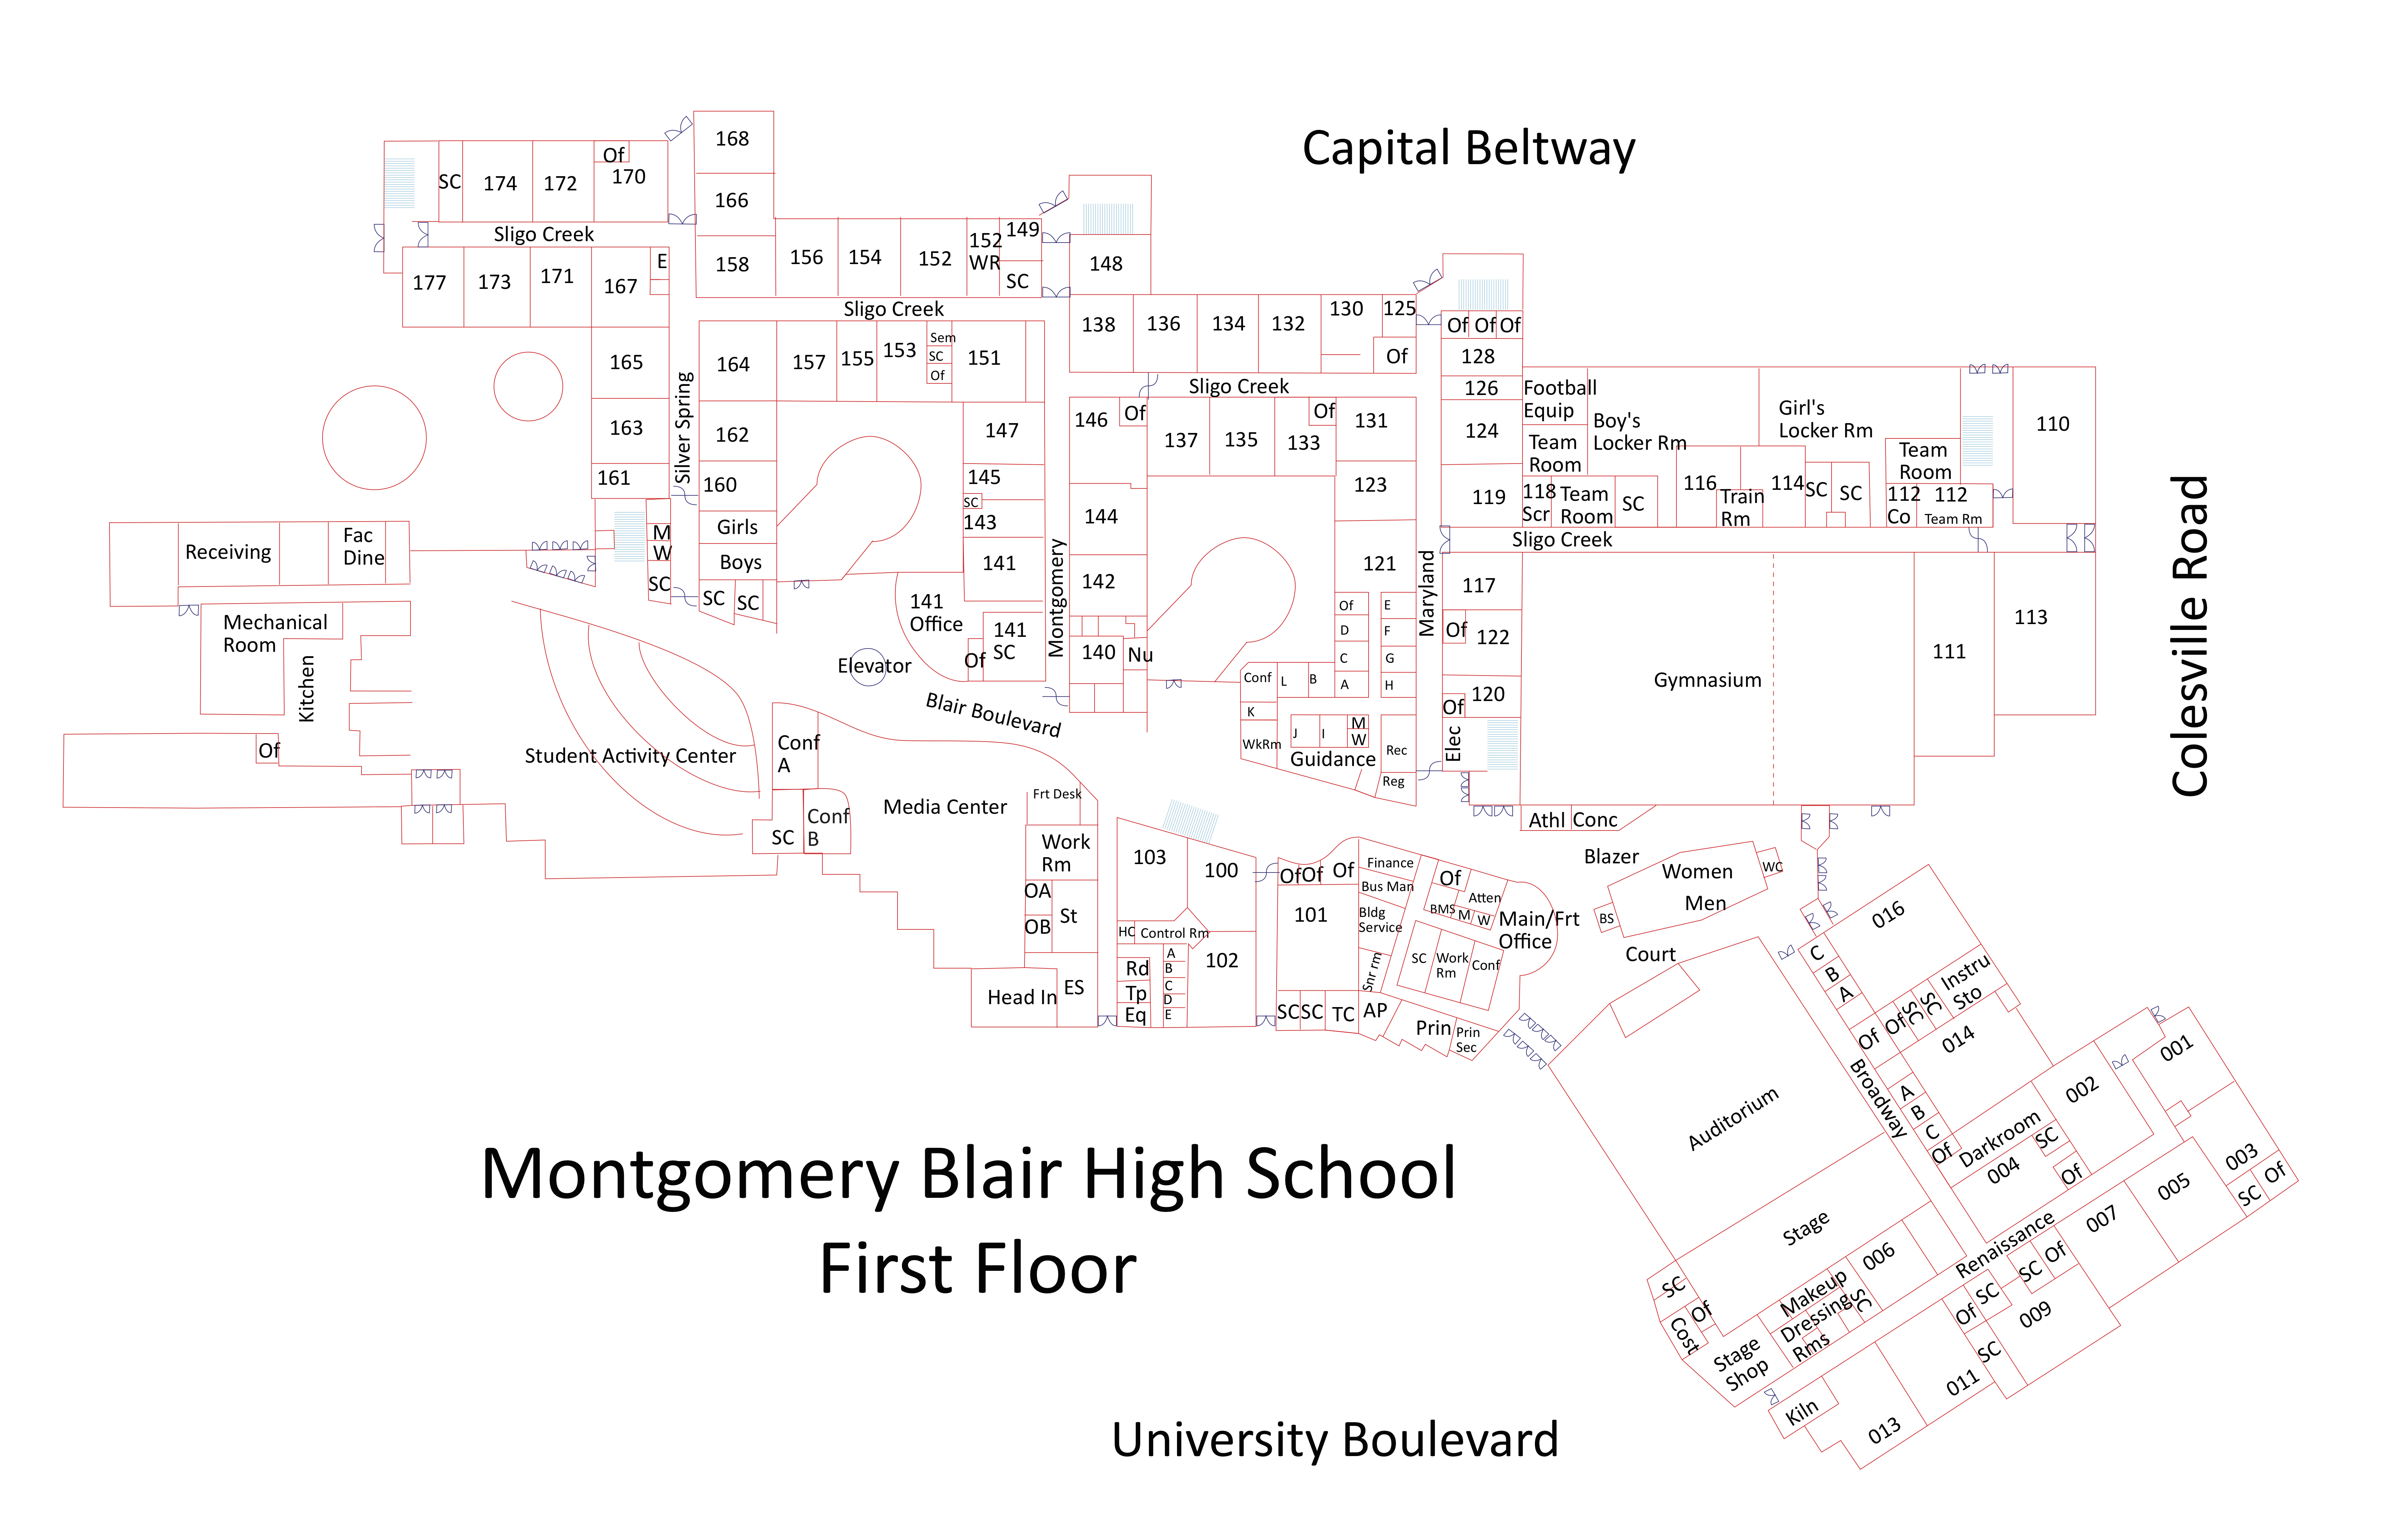 Capital Beltway
168
Of
SC
174
172
170
166
149
Sligo Creek
152
WR
156
154
152
158
148
SC
E
177
173
171
167
Sligo Creek
138
136
134
132
130
125
Of
Of
Of
Of
128
Sem
SC
Of
165
164
157
155
153
151
Sligo Creek
126
Football
Equip
Silver Spring
163
162
147
146
Of
137
135
133
Of
131
124
Team
Room
Boy's
Locker Rm
Girl's
Locker Rm
110
Team
Room
161
160
145
SC
143
123
119
118
Scr
Team
Room
SC
116
Train
Rm
114
SC
SC
112
Co
112
Team Rm
Colesville Road
Girls
144
Sligo Creek
Receiving
Fac
Dine
M
W
SC
Boys
141
Montgomery
142
121
Maryland
117
SC
SC
141
Office
141
SC
Of
Of
D
C
A
E
F
G
H
Of
122
113
Mechanical
Room
Kitchen
Elevator
140
Nu
Conf
L
B
K
WkRm
J
I
M
W
Guidance
Rec
Reg
120
Of
Elec
Gymnasium
111
Blair Boulevard
Of
Student Activity Center
Conf
A
Conf
B
SC
Media Center
Frt Desk
Work
Rm
OA
OB
St
ES
Head In
103
100
HC
Control Rm
102
Rd
Tp
Eq
A
B
C
D
E
Of
Of
Of
101
SC
SC
TC
AP
Finance
Bus Man
Bldg
Service
Snr rm
Of
Atten
BMS
M
W
Main/Frt
Office
SC
Work
Rm
Conf
Prin
Prin
Sec
Athl
Conc
Blazer
Women
Men
WC
BS
Court
016
C
B
A
Of
Of
SC
SC
Instru
Sto
014
Broadway
A
B
C
Of
Darkroom
002
SC
004
Of
001
003
SC
Of
005
007
Renaissance
Auditorium
Stage
006
SC
Of
Cost
Makeup
Dressing
Rms
SC
Stage
Shop
SC
Of
009
Of
SC
SC
011
Kiln
013
Montgomery Blair High School
First Floor
University Boulevard